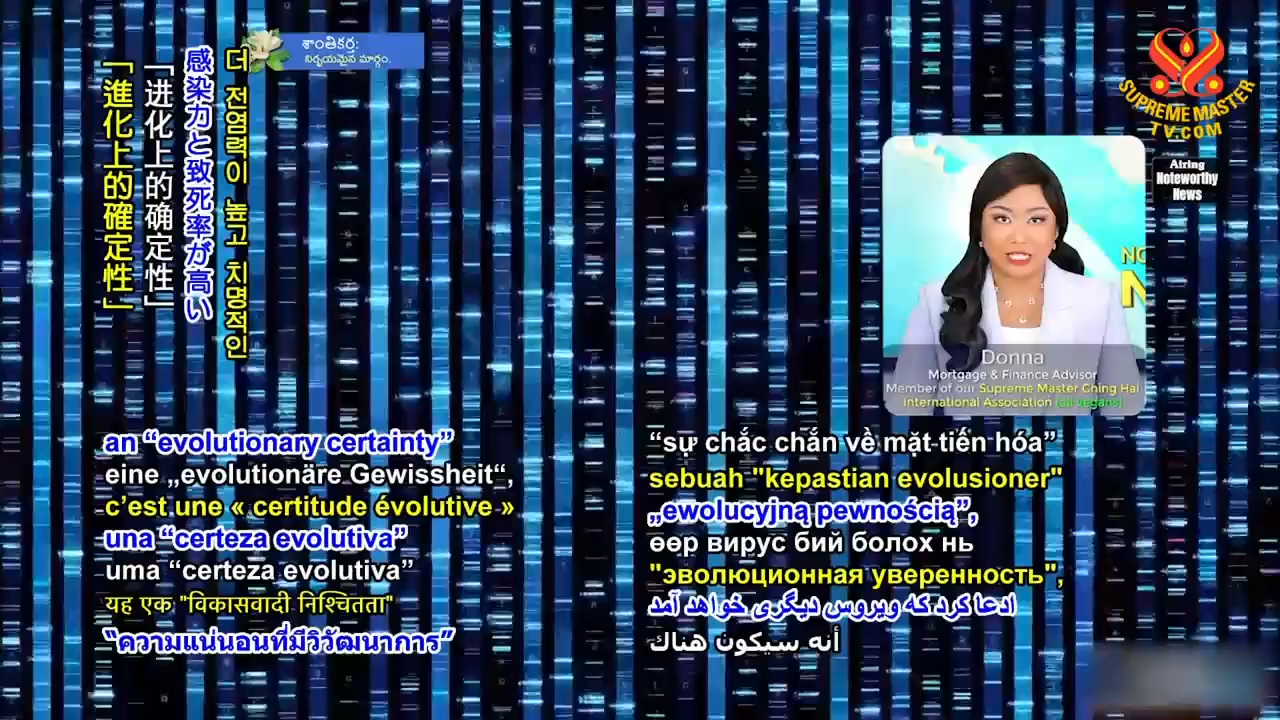 శాంతికర్త:
నిర్ణయమైన మార్గం.
더 전염력이 높고 치명적인
感染力と致死率が高い
「进化上的确定性」
「進化上的確定性」
SUPREME MASTER
TV.COM
Airing
Noteworthy
News
NO
N
Donna
Mortgage & Finance Advisor
Member of our Supreme Master Ching Hai
International Association (all vegans)
an “evolutionary certainty”
eine „evolutionäre Gewissheit“,
c’est une « certitude évolutive »
una “certeza evolutiva”
uma “certeza evolutiva”
यह एक "विकासवादी निश्चितता"
“ความแน่นอนที่มีวิวัฒนาการ”
“sự chắc chắn về mặt tiến hóa”
sebuah "kepastian evolusioner"
„ewolucyjną pewnością”,
өөр вирус бий болох нь
"эволюционная уверенность",
ادعا کرد که ویروس دیگری خواهد آمد
أنه سيكون هناك